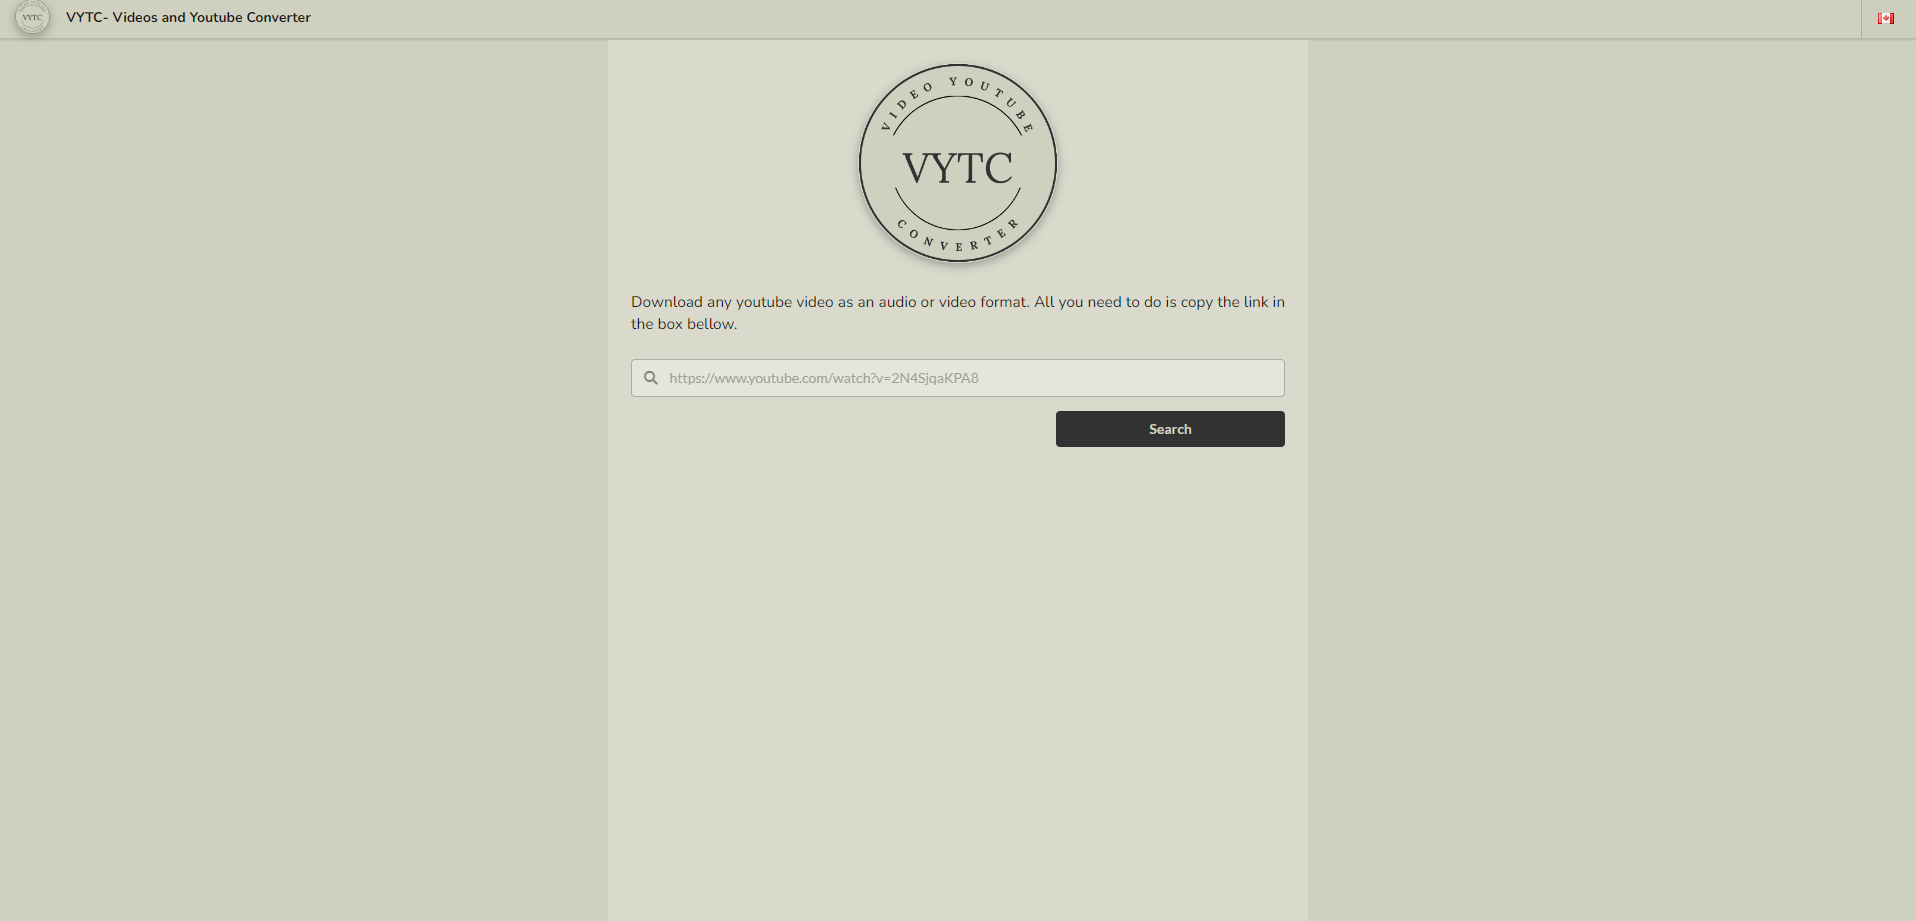 VYTC
VYTC- Videos and Youtube Converter
VIDEO YOUTUBE
VYTC
CONVERTER
Download any youtube video as an audio or video format. All you need to do is copy the link in
the box bellow.
https://www.youtube.com/watch?v=2N4SjqaKPA8
Search